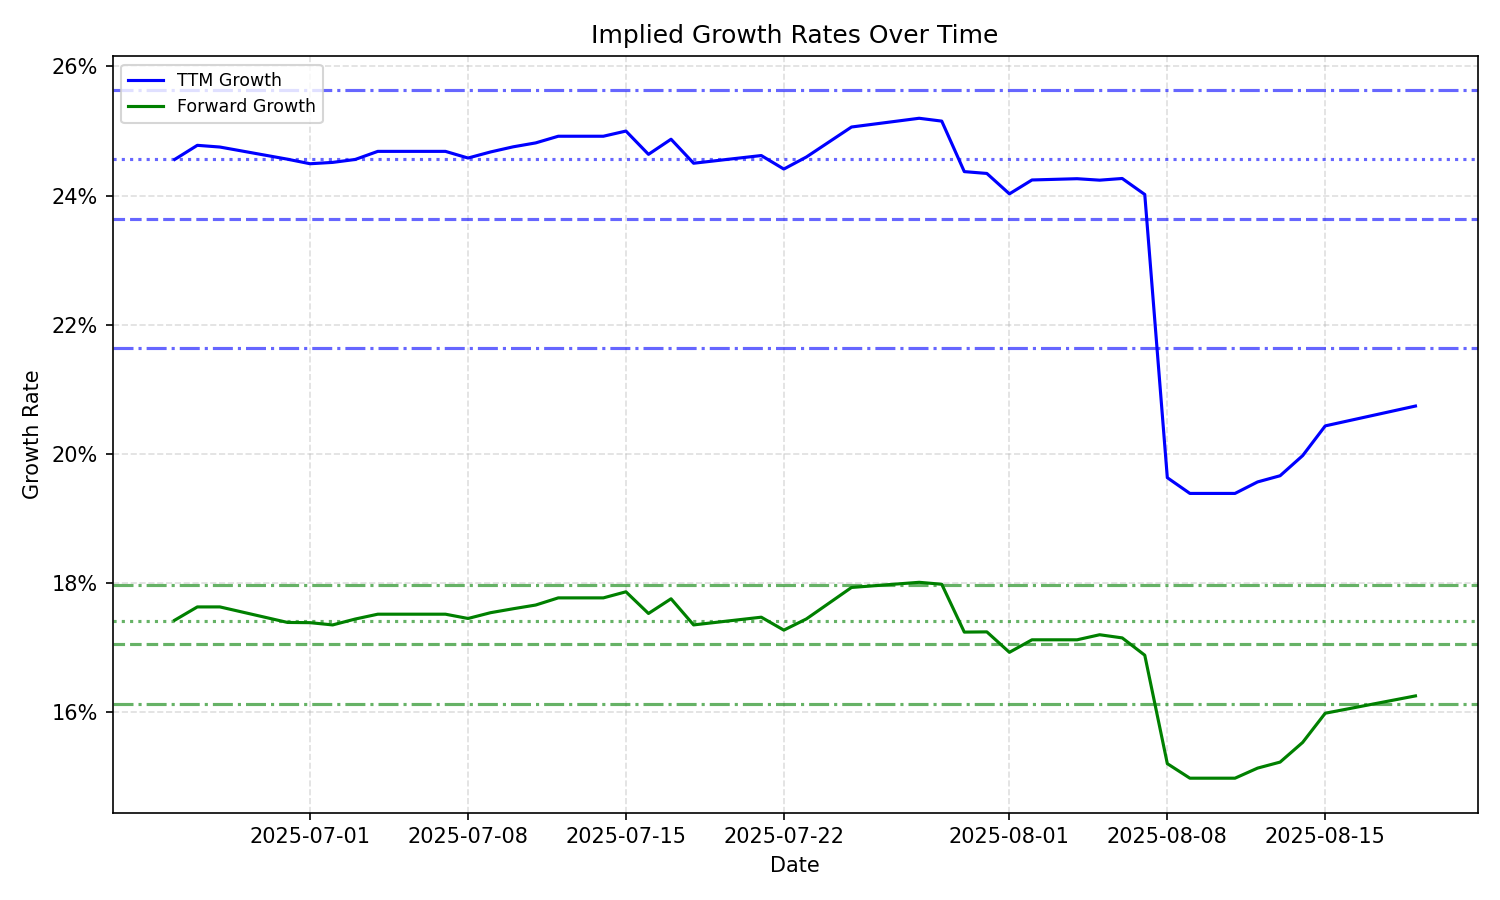 Implied Growth Rates Over Time
TTM Growth
Forward Growth
26%
24%
22%
20%
18%
16%
Growth Rate
2025-07-01
2025-07-08
2025-07-15
2025-07-22
2025-08-01
2025-08-08
2025-08-15
Date